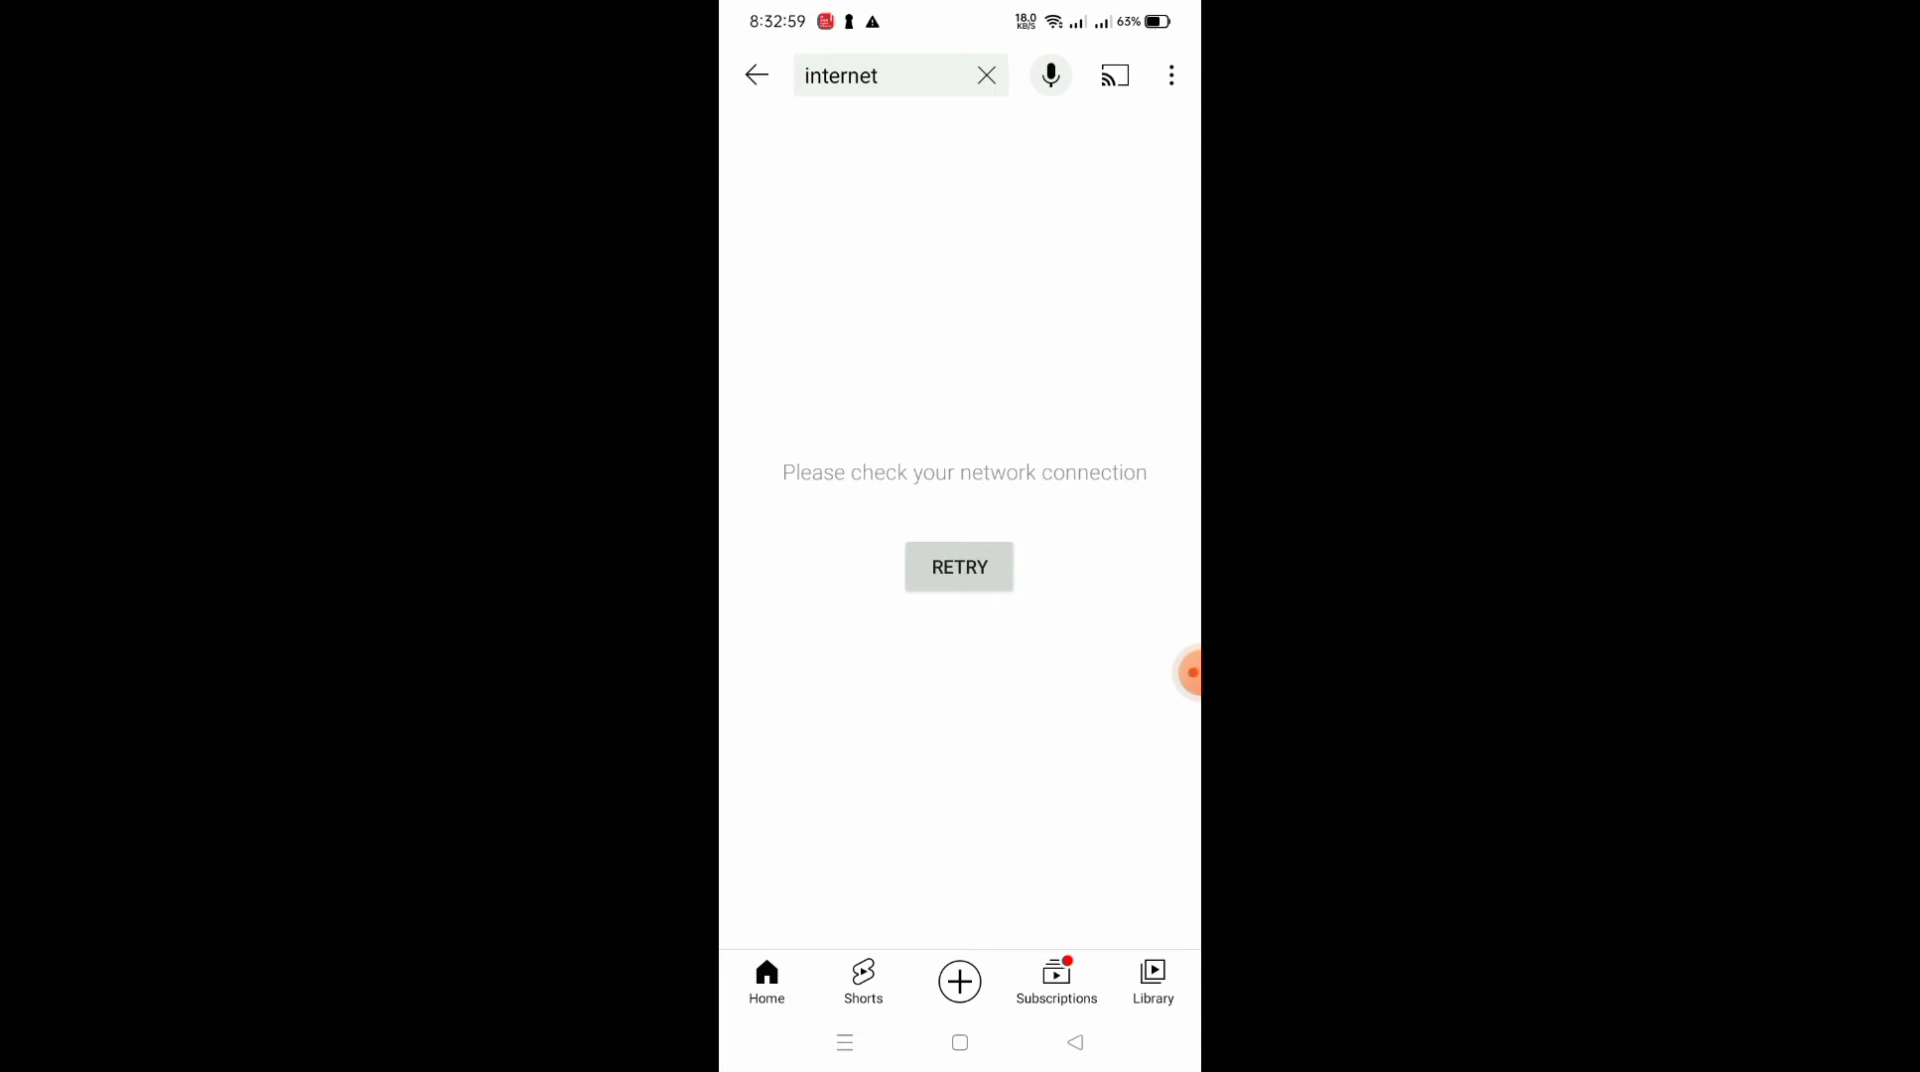 8:32:59
18.0
KB/S
63%
internet
Please check your network connection
RETRY
Home
Shorts
Subscriptions
Library